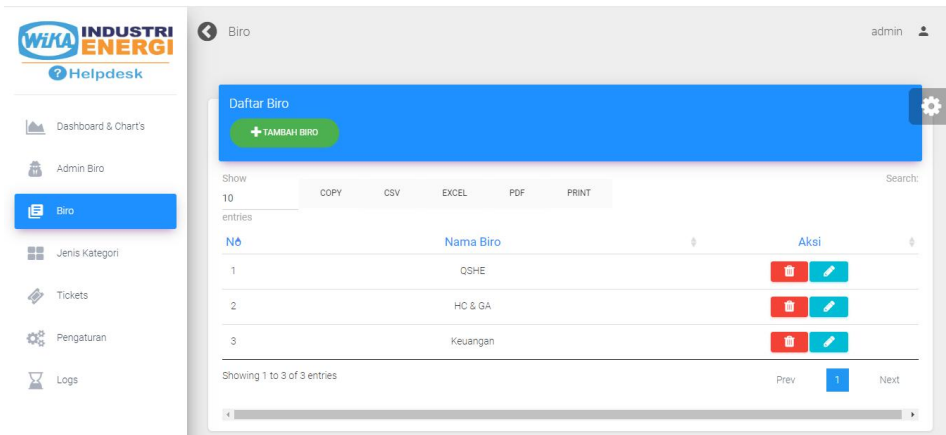 WiKA INDUSTRI
ENERGI
?Helpdesk
Biro
admin
Dashboard & Chart's
Admin Biro
Biro
Jenis Kategori
Tickets
Pengaturan
Logs
Daftar Biro
+TAMBAH BIRO
Show
10
entries
COPY CSV EXCEL PDF PRINT
Search:
No Nama Biro Aksi
1 QSHE
2 HC & GA
3 Keuangan
Showing 1 to 3 of 3 entries
Prev 1 Next